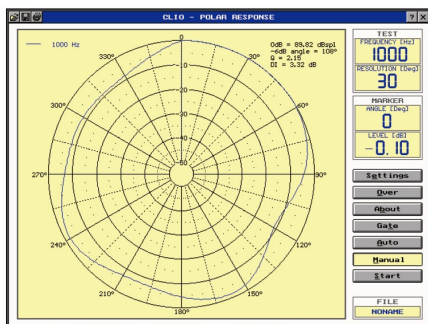 CLIO - POLAR RESPONSE
? x
1000 Hz
0dB = 89,82 dBspl
-6dB angle = 108°
Q = 2,15
DI = 3,32 dB
0
330°
30°
-10
300°
60°
-20
-30
-40
-50
270°
90°
240°
120°
210°
150°
180°
TEST
FREQUENCY [Hz]
1000
RESOLUTION [Deg]
30
MARKER
ANGLE [Deg]
0
LEVEL [dB]
-0.10
Settings
Over
About
Gate
Auto
Manual
Start
FILE
NONAME